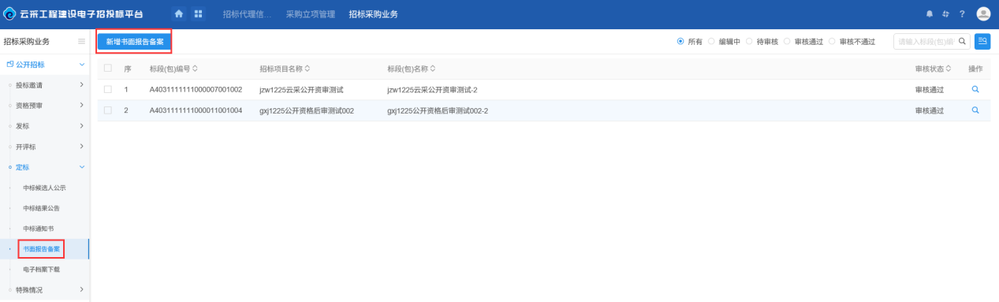 云采工程建设电子招投标平台
招标代理信... 采购立项管理 招标采购业务
招标采购业务
新增书面报告备案
所有 编辑中 待审核 审核通过 审核不通过
请输入标段(包)编
公开招标
投标邀请
资格预审
发标
开评标
定标
中标候选人公示
中标结果公告
中标通知书
书面报告备案
电子档案下载
特殊情况
序 标段(包)编号 招标项目名称 标段(包)名称 审核状态 操作
1 A4031111111000007001002 jzw1225云采公开资审测试 jzw1225云采公开资审测试-2 审核通过
2 A4031111111000011001004 gxj1225公开资格后审测试002 gxj1225公开资格后审测试002-2 审核通过